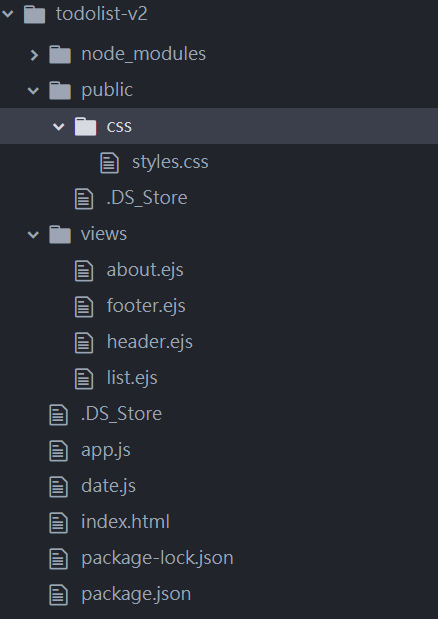 todolist-v2
node_modules
public
css
styles.css
.DS_Store
views
about.ejs
footer.ejs
header.ejs
list.ejs
.DS_Store
app.js
date.js
index.html
package-lock.json
package.json